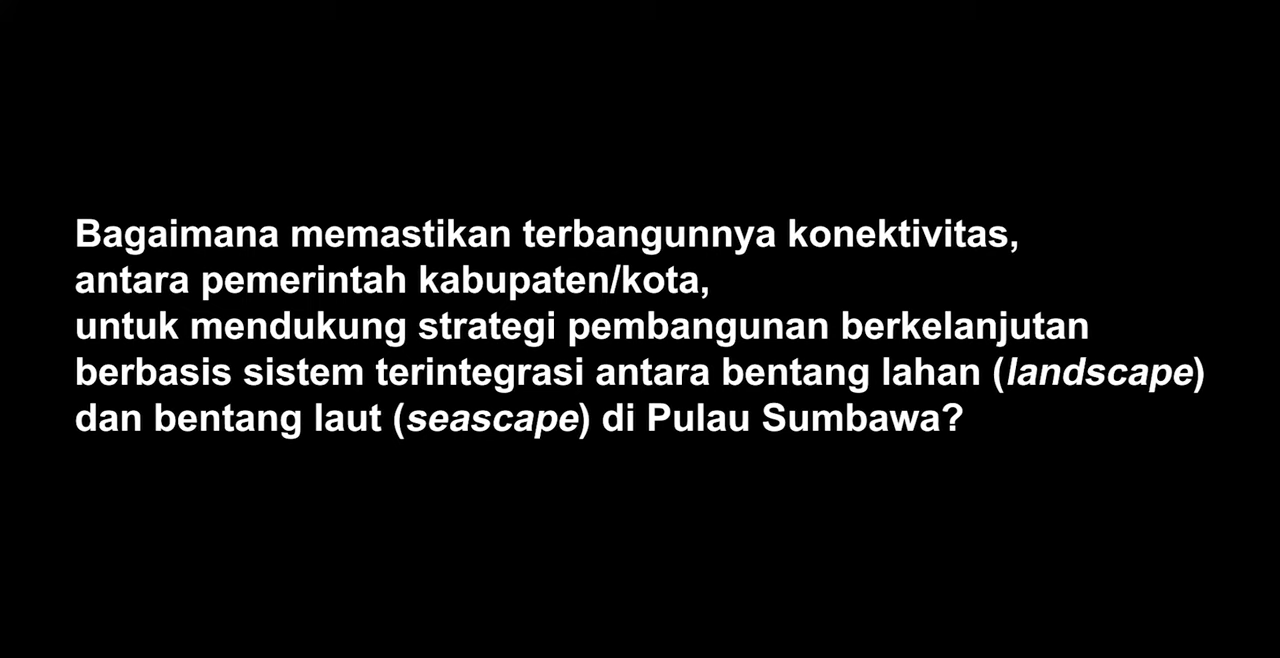 Bagaimana memastikan terbangunnya konektivitas,
antara pemerintah kabupaten/kota,
untuk mendukung strategi pembangunan berkelanjutan
berbasis sistem terintegrasi antara bentang lahan (landscape)
dan bentang laut (seascape) di Pulau Sumbawa?